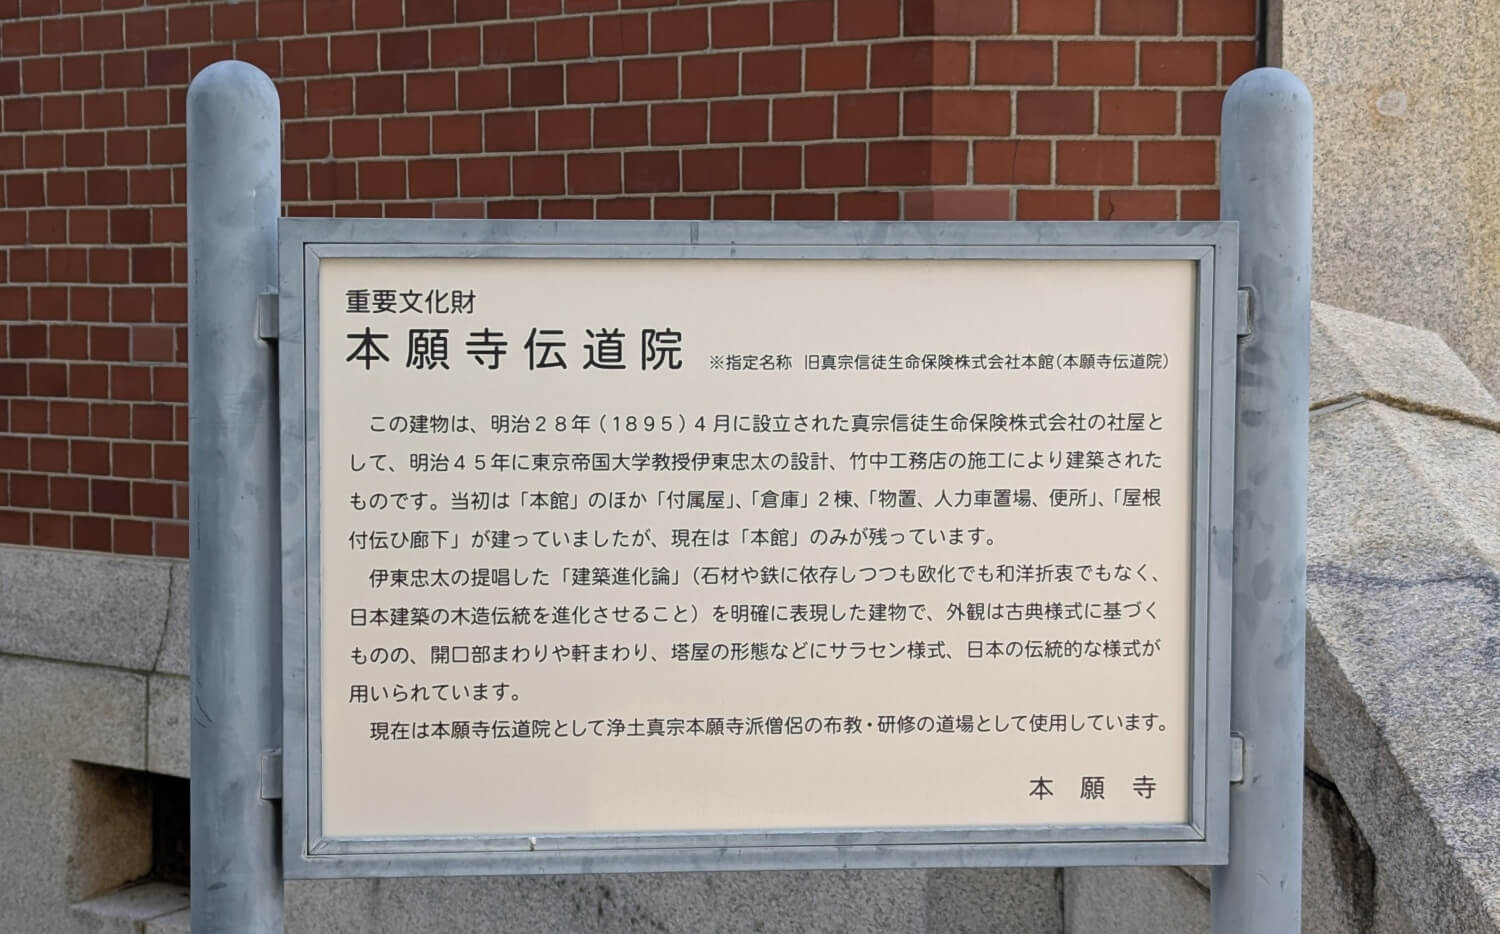 重要文化財
本願寺伝道院 ※指定名称 旧真宗信徒生命保険株式会社本館(本願寺伝道院)
この建物は、明治28年(1895)4月に設立された真宗信徒生命保険株式会社の社屋と
して、明治45年に東京帝国大学教授伊東忠太の設計、竹中工務店の施工により建築された
ものです。当初は「本館」のほか「付属屋」、「倉庫」2棟、「物置、人力車置場、便所」、「屋根
付伝ひ廊下」が建っていましたが、現在は「本館」のみが残っています。
伊東忠太の提唱した「建築進化論」(石材や鉄に依存しつつも欧化でも和洋折衷でもなく、
日本建築の木造伝統を進化させること)を明確に表現した建物で、外観は古典様式に基づく
ものの、開口部まわりや軒まわり、塔屋の形態などにサラセン様式、日本の伝統的な様式が
用いられています。
現在は本願寺伝道院として浄土真宗本願寺派僧侶の布教・研修の道場として使用しています。
本願寺